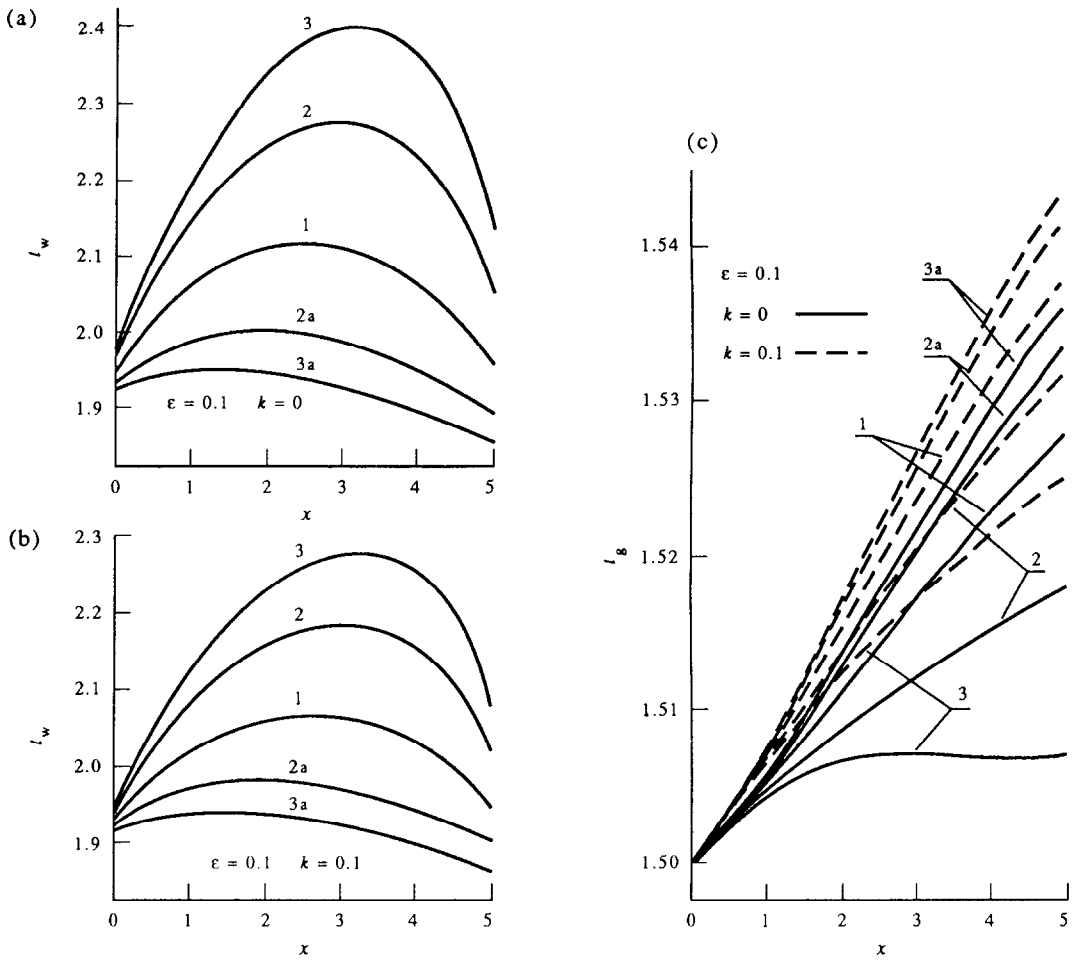 (a)
2.4
2.3
2.2
2.1
2.0
1.9
t_w
3
2
1
2a
3a
ε = 0.1 k = 0
0 1 2 3 4 5
x
(b)
2.3
2.2
2.1
2.0
1.9
t_w
3
2
1
2a
3a
ε = 0.1 k = 0.1
0 1 2 3 4 5
x
(c)
1.54
1.53
1.52
1.51
1.50
t_g
ε = 0.1
k = 0
k = 0.1
3a
2a
1
2
3
0 1 2 3 4 5
x